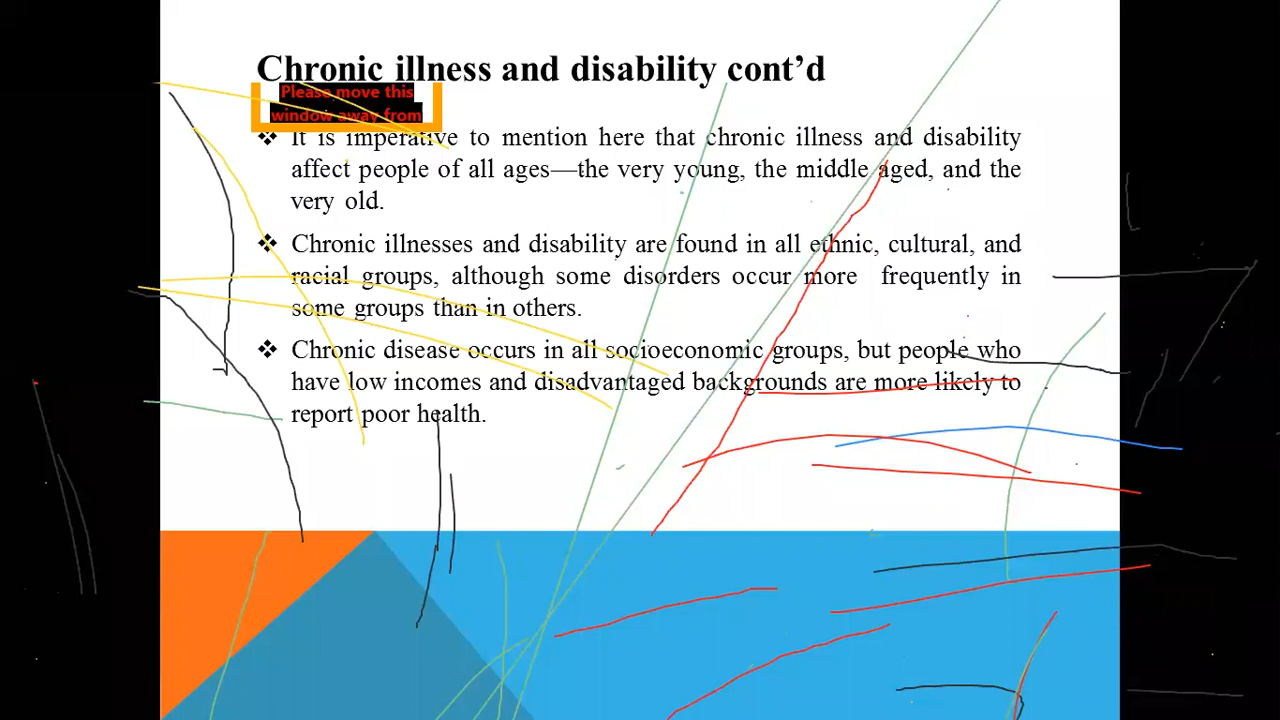 Chronic illness and disability cont’d
Please move this
window away from
❖ It is imperative to mention here that chronic illness and disability
affect people of all ages—the very young, the middle aged, and the
very old.
❖ Chronic illnesses and disability are found in all ethnic, cultural, and
racial groups, although some disorders occur more frequently in
some groups than in others.
❖ Chronic disease occurs in all socioeconomic groups, but people who
have low incomes and disadvantaged backgrounds are more likely to
report poor health.